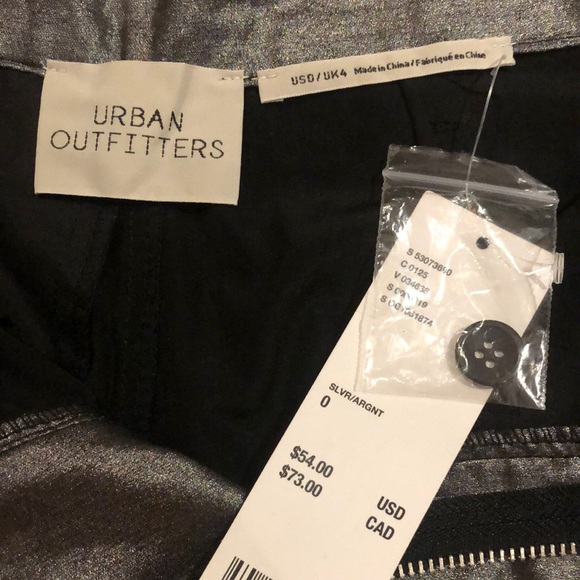 URBAN
OUTFITTERS
US0/UK4 Made in China/Fabriqué en Chine
C 0125
SLVR/ARGNT
0
$54.00 USD
$73.00 CAD